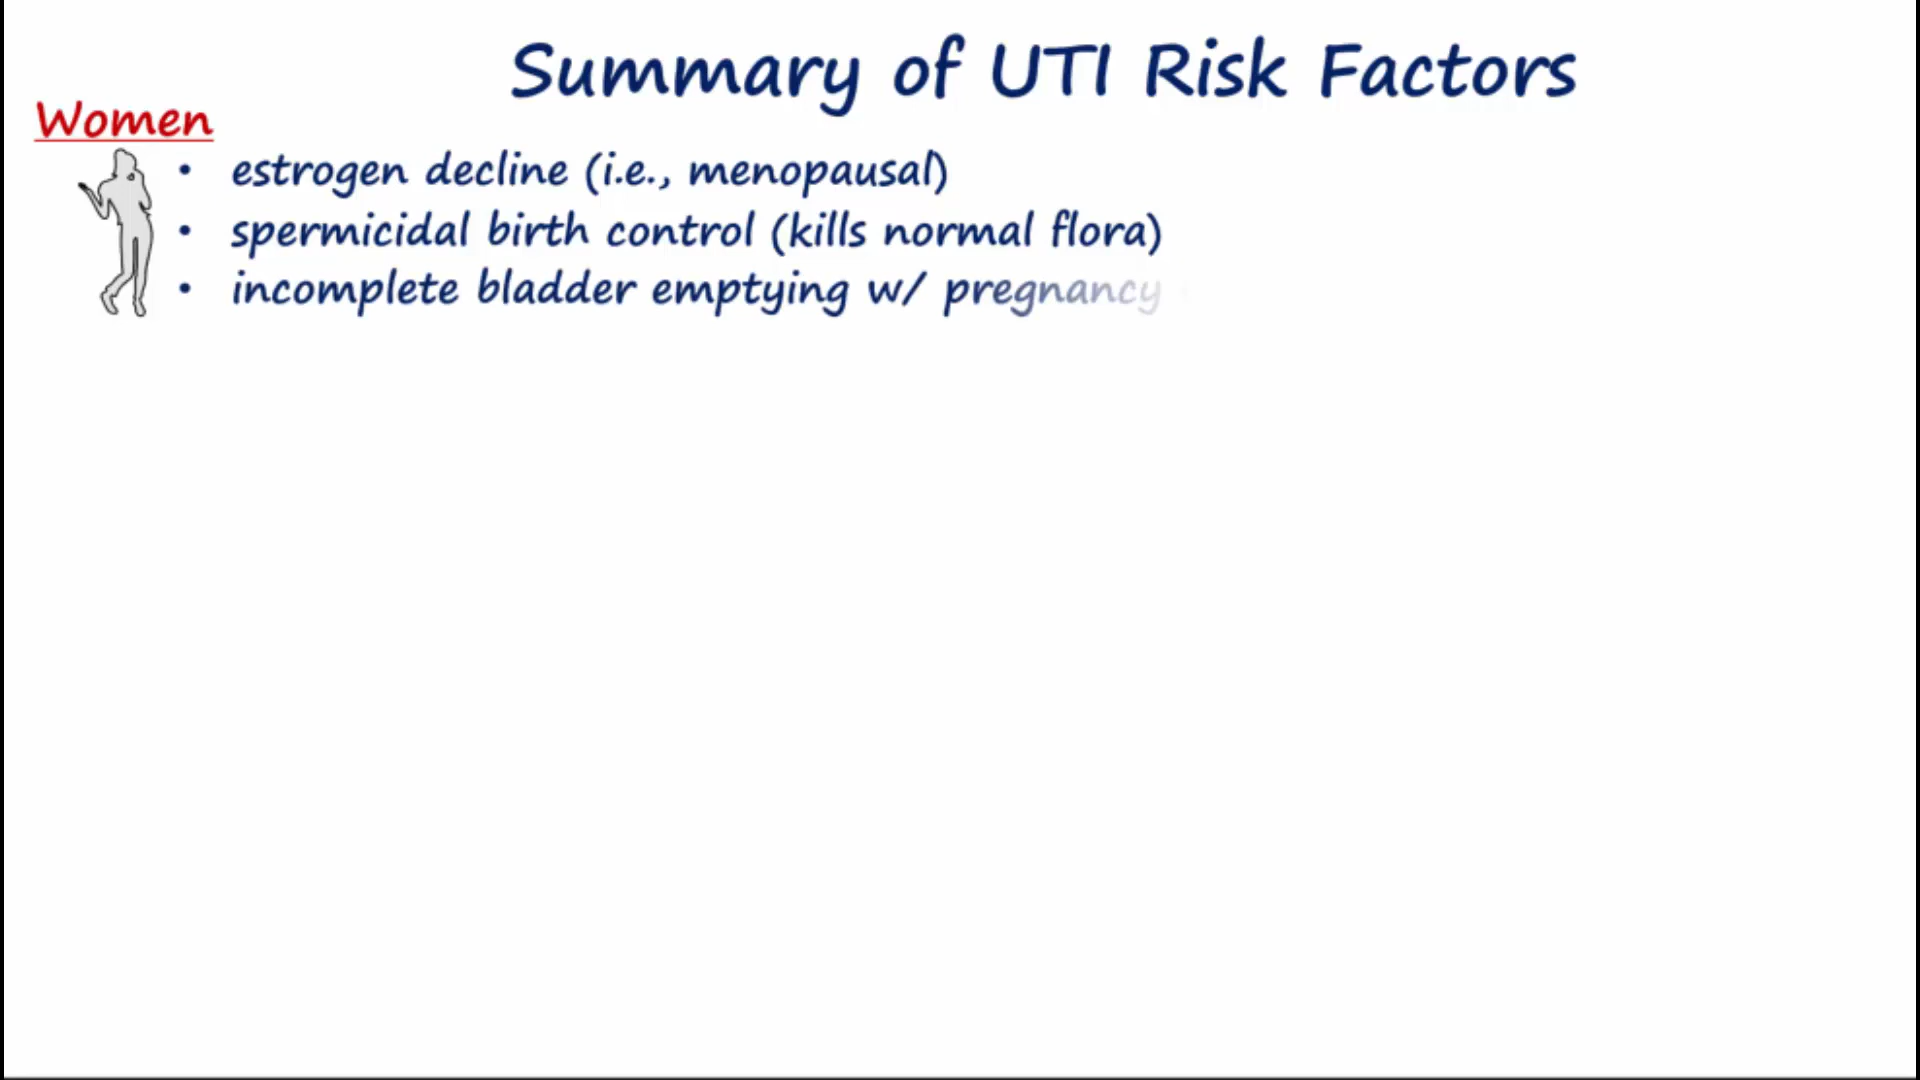 Summary of UTI Risk Factors
Women
• estrogen decline (i.e., menopausal)
• spermicidal birth control (kills normal flora)
• incomplete bladder emptying w/ pregnancy